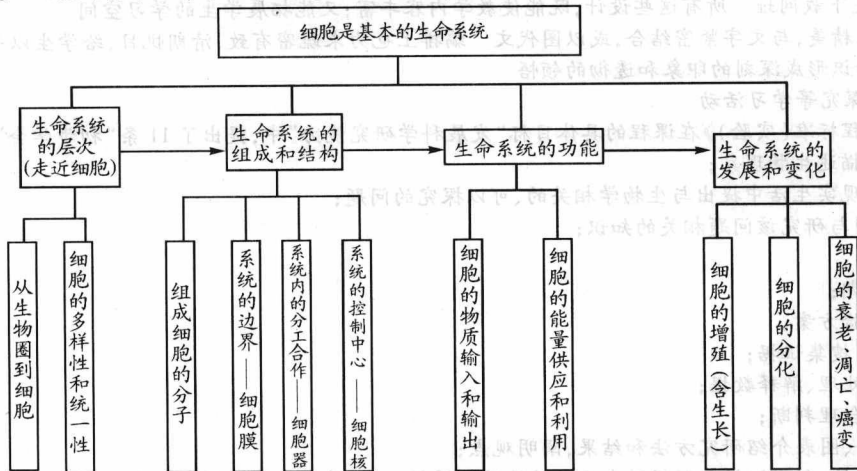 细胞是基本的生命系统
生命系统
的层次
(走近细胞)
生命系统的
组成和结构
生命系统的功能
生命系统的
发展和变化
从生物圈到细胞
细胞的多样性和统一性
组成细胞的分子
系统的边界——细胞膜
系统内的分工合作——细胞器
系统的控制中心——细胞核
细胞的物质输入和输出
细胞的能量供应和利用
细胞的增殖(含生长
细胞的分化
细胞的衰老、凋亡、癌变